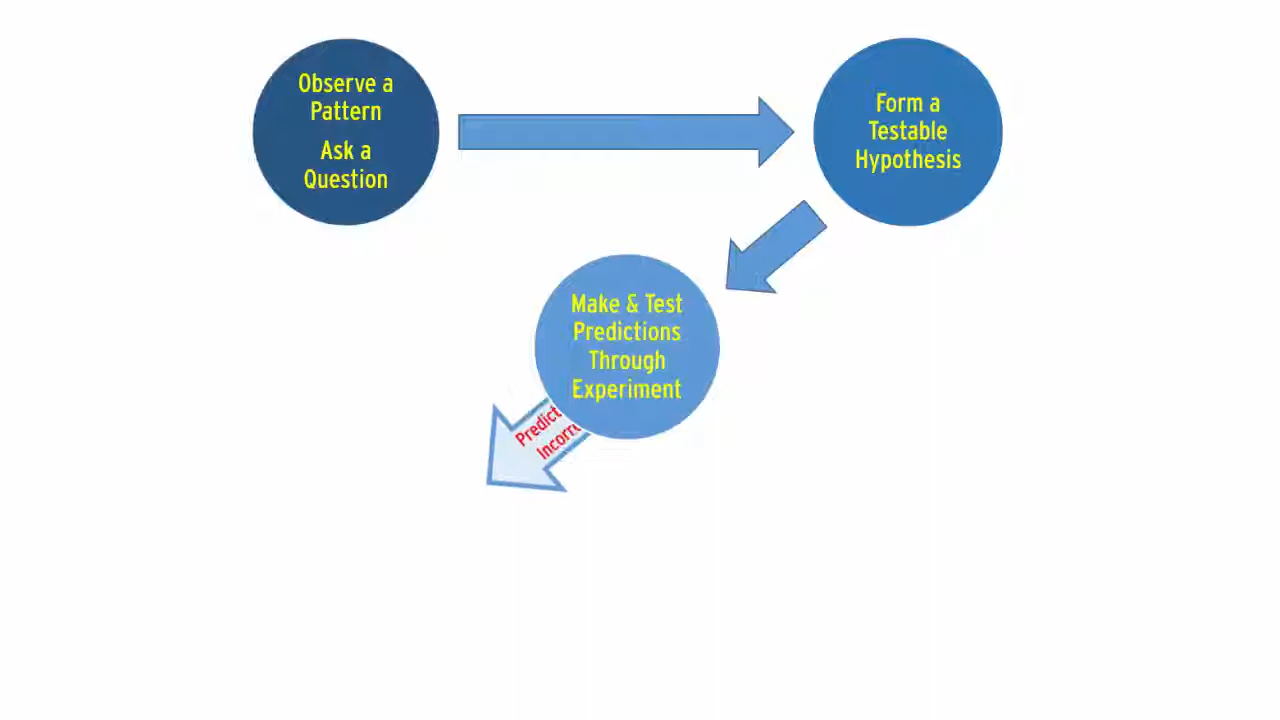 Observe a
Pattern
Ask a
Question
Form a
Testable
Hypothesis
Make & Test
Predictions
Through
Experiment